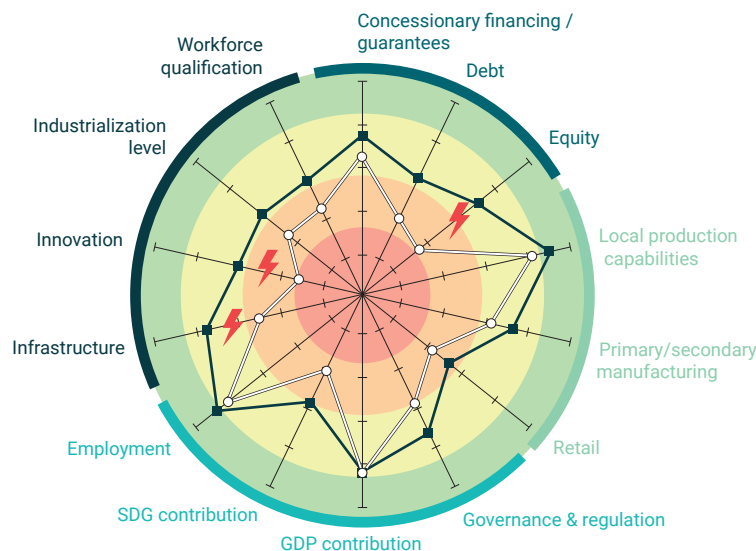 Concessionary financing /
guarantees
Debt
Equity
Local production
capabilities
Primary/secondary
manufacturing
Retail
Governance & regulation
GDP contribution
SDG contribution
Employment
Infrastructure
Innovation
Industrialization
level
Workforce
qualification